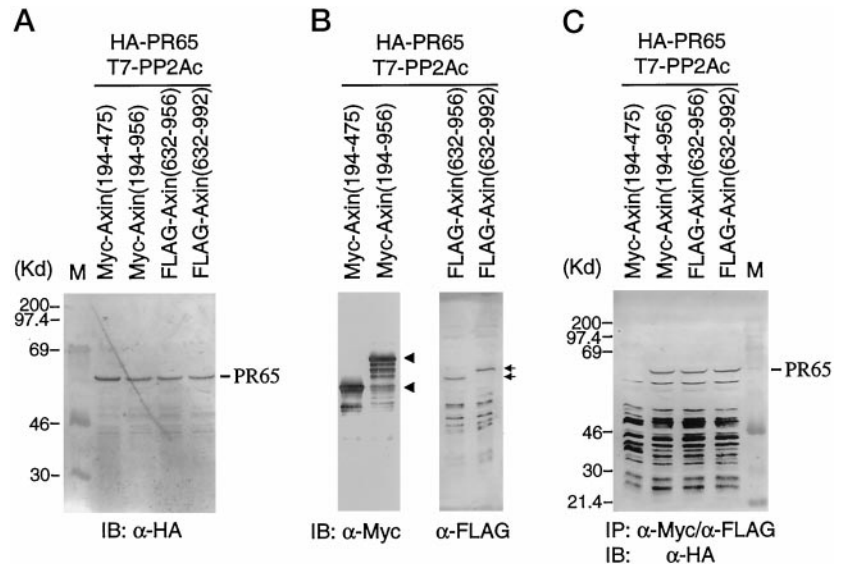 A
HA-PR65
T7-PP2Ac
Myc-Axin(194-475)
Myc-Axin(194-956)
FLAG-Axin(632-956)
FLAG-Axin(632-992)
(Kd)
M
200-
97.4-
69-
46-
30-
-PR65
IB: α-HA
B
HA-PR65
T7-PP2Ac
Myc-Axin(194-475)
Myc-Axin(194-956)
FLAG-Axin(632-956)
FLAG-Axin(632-992)
IB: α-Myc
α-FLAG
C
HA-PR65
T7-PP2Ac
Myc-Axin(194-475)
Myc-Axin(194-956)
FLAG-Axin(632-956)
FLAG-Axin(632-992)
M
(Kd)
200-
97.4-
69-
46-
30-
21.4-
-PR65
IP: α-Myc/α-FLAG
IB: α-HA